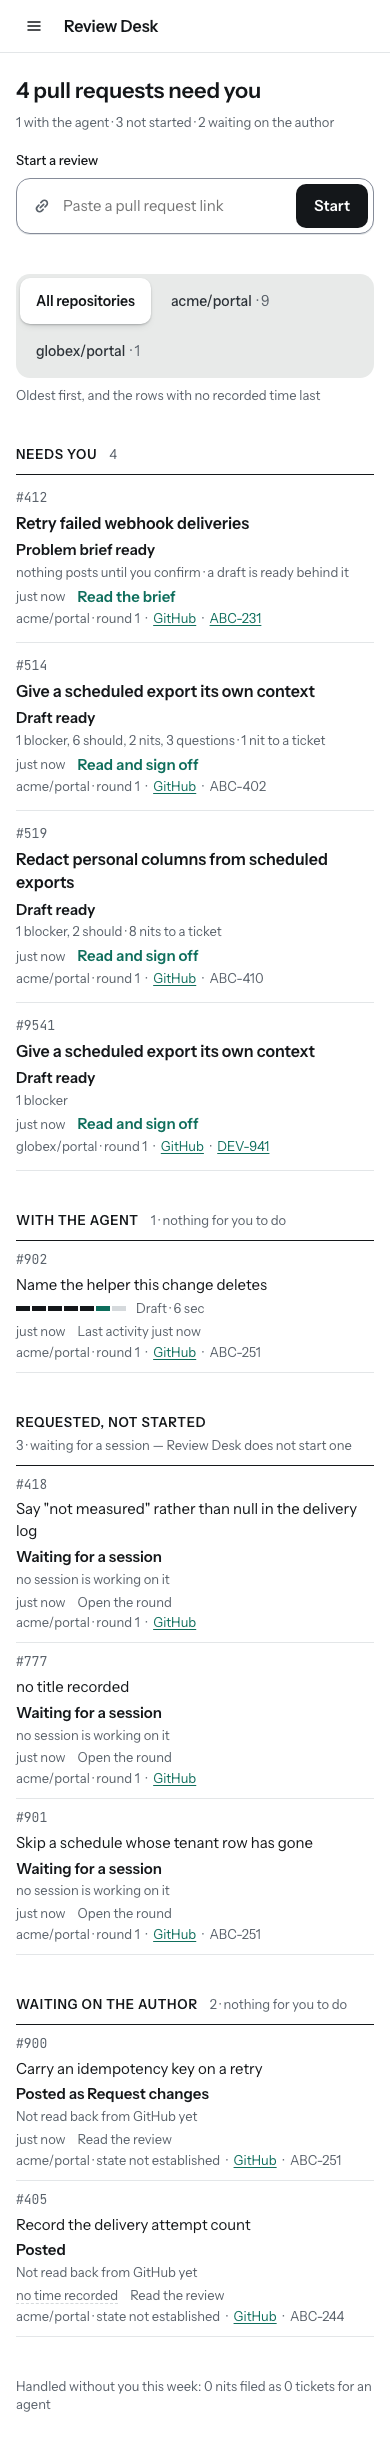 Review Desk
4 pull requests need you
1 with the agent · 3 not started · 2 waiting on the author
Start a review
Paste a pull request link
Start
All repositories
acme/portal · 9
globex/portal · 1
Oldest first, and the rows with no recorded time last
NEEDS YOU 4
#412
Retry failed webhook deliveries
Problem brief ready
nothing posts until you confirm · a draft is ready behind it
just now Read the brief
acme/portal · round 1 · GitHub · ABC-231
#514
Give a scheduled export its own context
Draft ready
1 blocker, 6 should, 2 nits, 3 questions · 1 nit to a ticket
just now Read and sign off
acme/portal · round 1 · GitHub · ABC-402
#519
Redact personal columns from scheduled
exports
Draft ready
1 blocker, 2 should · 8 nits to a ticket
just now Read and sign off
acme/portal · round 1 · GitHub · ABC-410
#9541
Give a scheduled export its own context
Draft ready
1 blocker
just now Read and sign off
globex/portal · round 1 · GitHub · DEV-941
WITH THE AGENT 1 · nothing for you to do
#902
Name the helper this change deletes
Draft · 6 sec
just now Last activity just now
acme/portal · round 1 · GitHub · ABC-251
REQUESTED, NOT STARTED
3 · waiting for a session — Review Desk does not start one
#418
Say "not measured" rather than null in the delivery
log
Waiting for a session
no session is working on it
just now Open the round
acme/portal · round 1 · GitHub
#777
no title recorded
Waiting for a session
no session is working on it
just now Open the round
acme/portal · round 1 · GitHub
#901
Skip a schedule whose tenant row has gone
Waiting for a session
no session is working on it
just now Open the round
acme/portal · round 1 · GitHub · ABC-251
WAITING ON THE AUTHOR 2 · nothing for you to do
#900
Carry an idempotency key on a retry
Posted as Request changes
Not read back from GitHub yet
just now Read the review
acme/portal · state not established · GitHub · ABC-251
#405
Record the delivery attempt count
Posted
Not read back from GitHub yet
no time recorded Read the review
acme/portal · state not established · GitHub · ABC-244
Handled without you this week: 0 nits filed as 0 tickets for an
agent